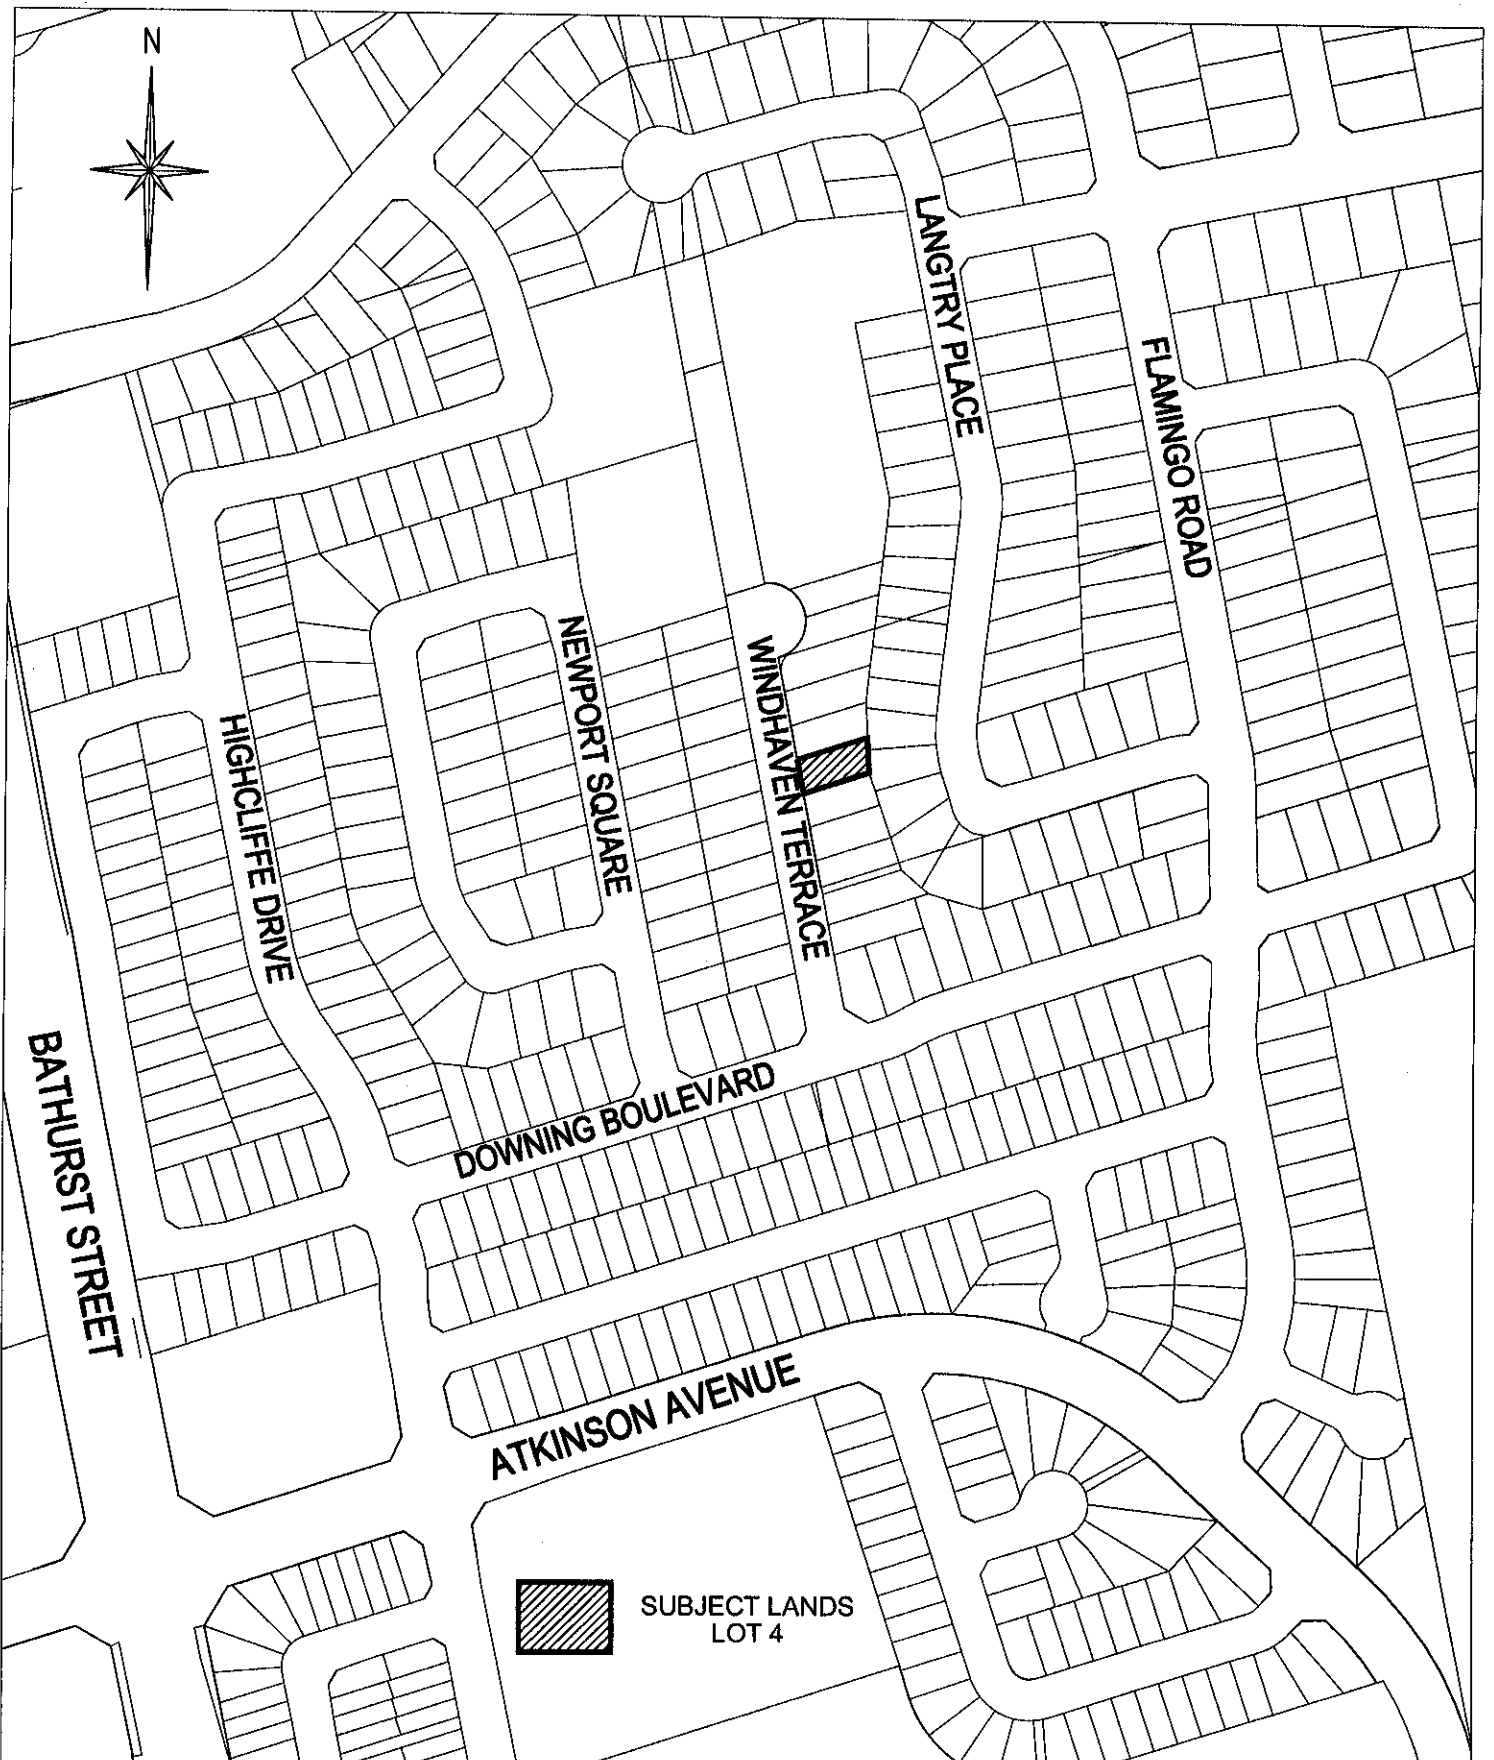 N
LANGTRY PLACE
FLAMINGO ROAD
NEWPORT SQUARE
WINDHAVEN TERRACE
HIGHCLIFFE DRIVE
BATHURST STREET
DOWNING BOULEVARD
ATKINSON AVENUE
SUBJECT LANDS
LOT 4